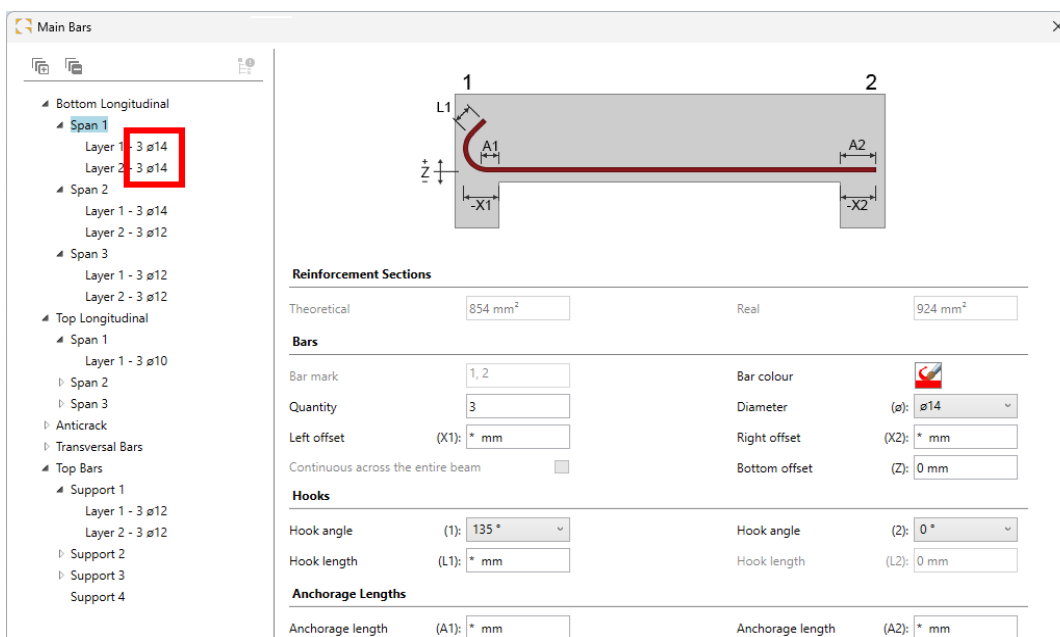 Main Bars
Bottom Longitudinal
Span 1
Layer 1 - 3 ø14
Layer 2 - 3 ø14
Span 2
Layer 1 - 3 ø14
Layer 2 - 3 ø12
Span 3
Layer 1 - 3 ø12
Layer 2 - 3 ø12
Top Longitudinal
Span 1
Layer 1 - 3 ø10
Span 2
Span 3
Anticrack
Transversal Bars
Top Bars
Support 1
Layer 1 - 3 ø12
Layer 2 - 3 ø12
Support 2
Support 3
Support 4
1 2
L1
A1 A2
+
Z
-
-X1 -X2
Reinforcement Sections
Theoretical 854 mm² Real 924 mm²
Bars
Bar mark 1, 2 Bar colour
Quantity 3 Diameter (ø): ø14
Left offset (X1): * mm Right offset (X2): * mm
Continuous across the entire beam Bottom offset (Z): 0 mm
Hooks
Hook angle (1): 135 ° Hook angle (2): 0 °
Hook length (L1): * mm Hook length (L2): 0 mm
Anchorage Lengths
Anchorage length (A1): * mm Anchorage length (A2): * mm